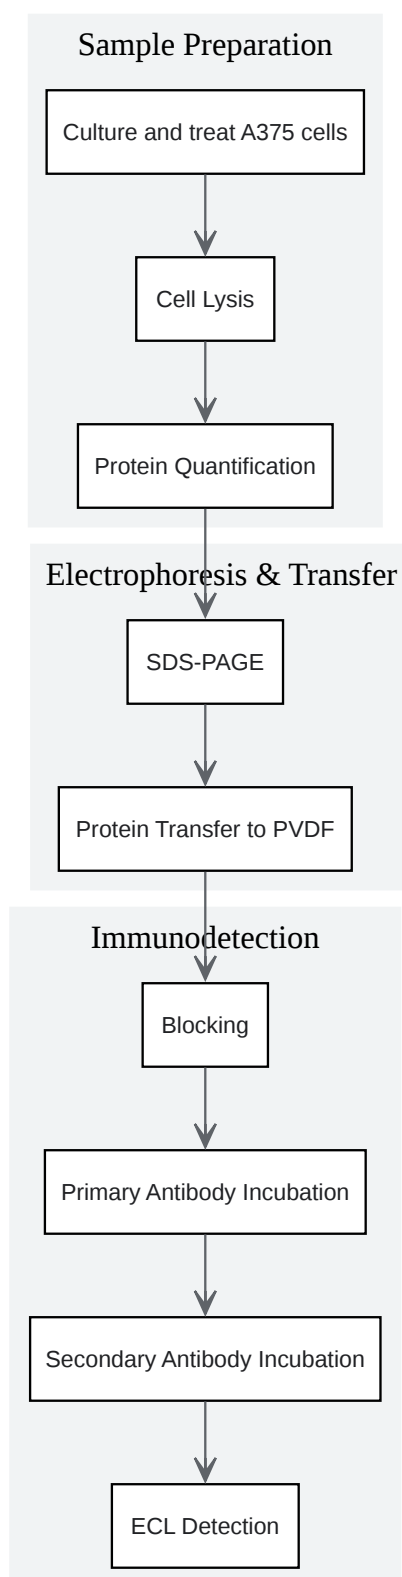 Sample Preparation
Culture and treat A375 cells
Cell Lysis
Protein Quantification
Electrophoresis & Transfer
SDS-PAGE
Protein Transfer to PVDF
Immunodetection
Blocking
Primary Antibody Incubation
Secondary Antibody Incubation
ECL Detection